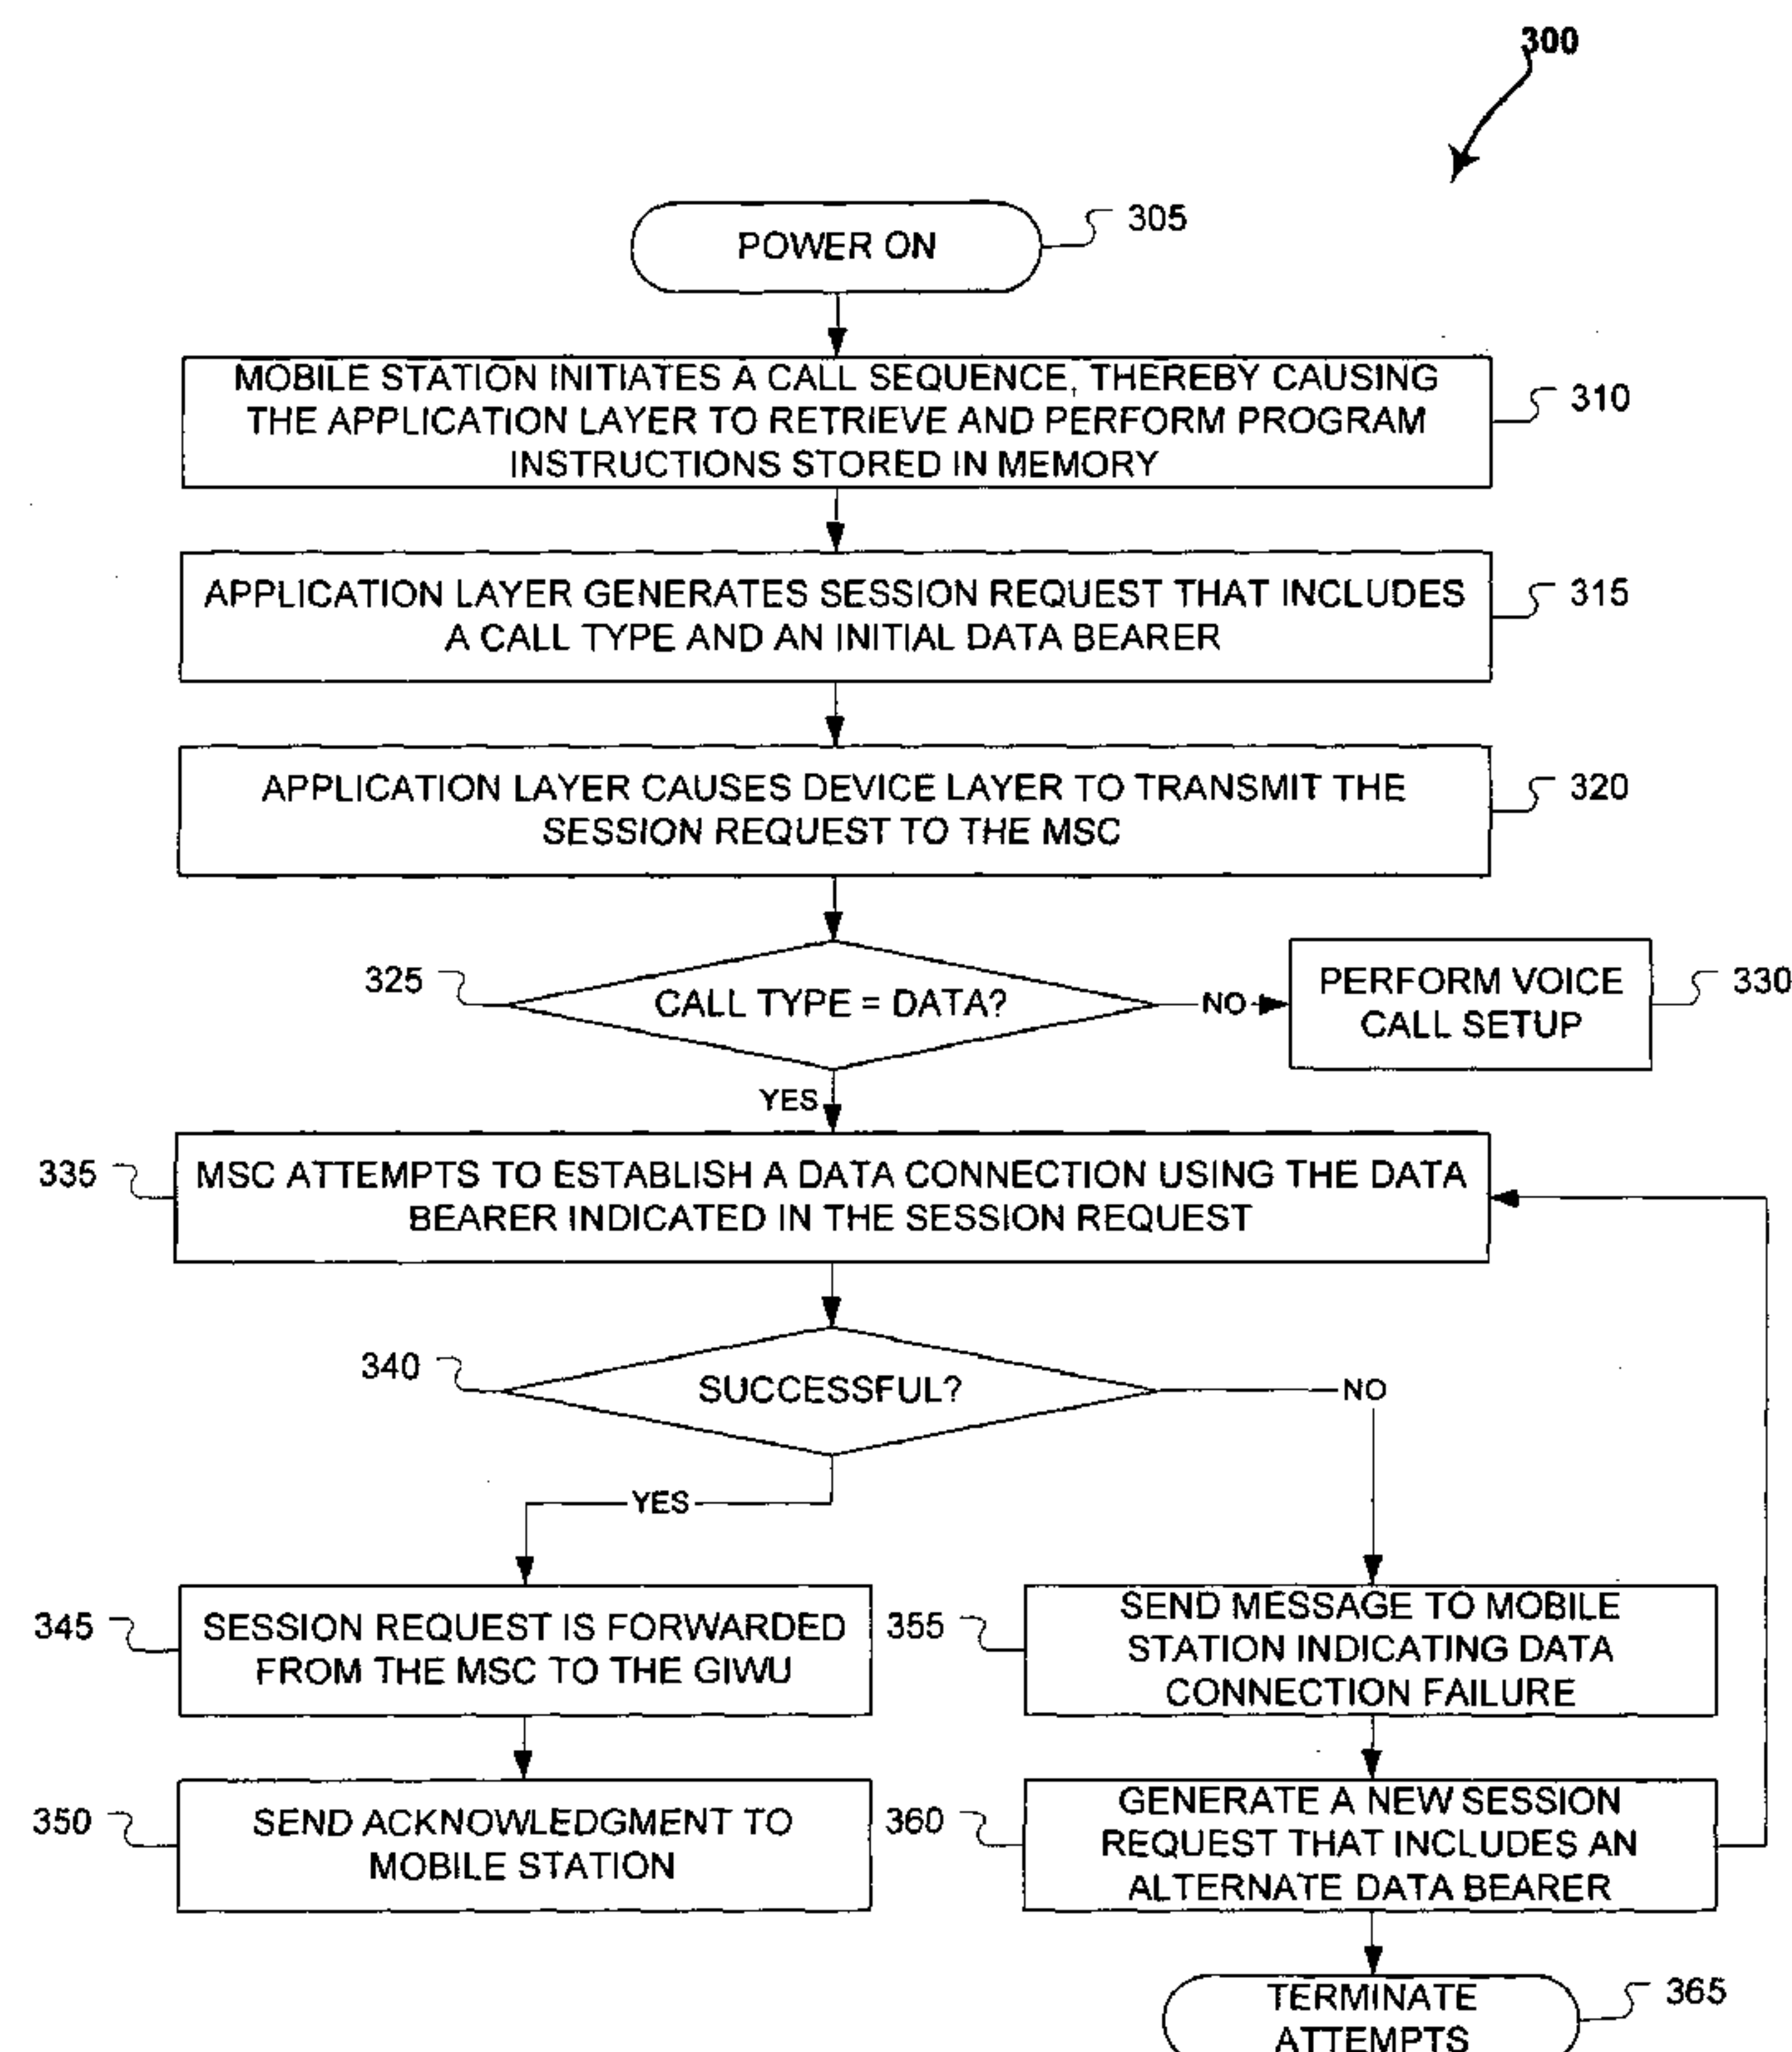 300
POWER ON
305
MOBILE STATION INITIATES A CALL SEQUENCE, THEREBY CAUSING
THE APPLICATION LAYER TO RETRIEVE AND PERFORM PROGRAM
INSTRUCTIONS STORED IN MEMORY
310
APPLICATION LAYER GENERATES SESSION REQUEST THAT INCLUDES
A CALL TYPE AND AN INITIAL DATA BEARER
315
APPLICATION LAYER CAUSES DEVICE LAYER TO TRANSMIT THE
SESSION REQUEST TO THE MSC
320
325
CALL TYPE = DATA?
NO
PERFORM VOICE
CALL SETUP
330
YES
335
MSC ATTEMPTS TO ESTABLISH A DATA CONNECTION USING THE DATA
BEARER INDICATED IN THE SESSION REQUEST
340
SUCCESSFUL?
NO
YES
345
SESSION REQUEST IS FORWARDED
FROM THE MSC TO THE GIWU
355
SEND MESSAGE TO MOBILE
STATION INDICATING DATA
CONNECTION FAILURE
350
SEND ACKNOWLEDGMENT TO
MOBILE STATION
360
GENERATE A NEW SESSION
REQUEST THAT INCLUDES AN
ALTERNATE DATA BEARER
TERMINATE
ATTEMPTS
365